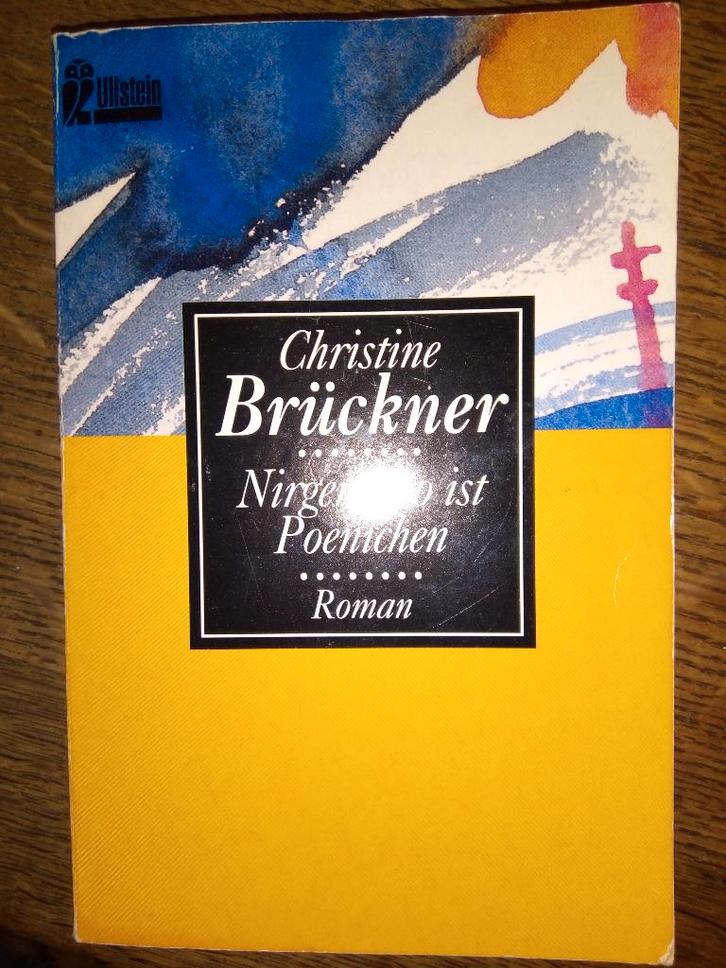 Ullstein
Christine
Brückner
ist
Poenichen
Roman